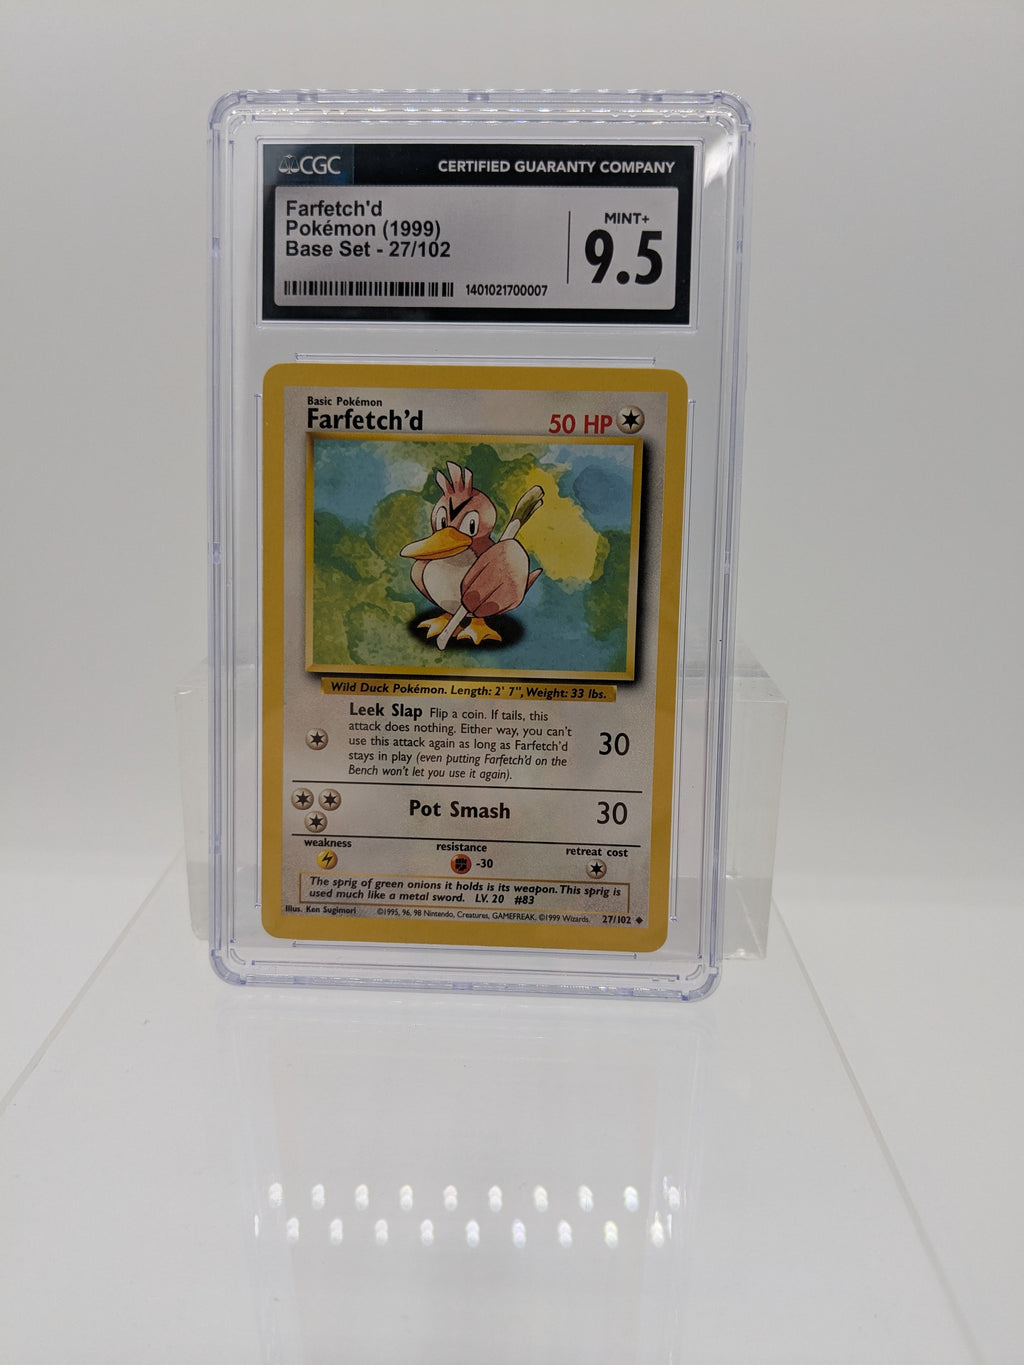 CGC
CERTIFIED GUARANTY COMPANY
Farfetch'd
Pokémon (1999)
Base Set - 27/102
1401021700007
MINT+
9.5
Basic Pokémon
Farfetch'd
50 HP
Wild Duck Pokémon. Length: 2' 7", Weight: 33 lbs.
Leek Slap Flip a coin. If tails, this
attack does nothing. Either way, you can't
use this attack again as long as Farfetch'd
stays in play (even putting Farfetch'd on the
Bench won't let you use it again).
30
Pot Smash
30
weakness
resistance
-30
retreat cost
The sprig of green onions it holds is its weapon. This sprig is
used much like a metal sword. LV. 20 #83
Illus. Ken Sugimori ©1995, 96, 98 Nintendo, Creatures, GAMEFREAK. ©1999 Wizards. 27/102